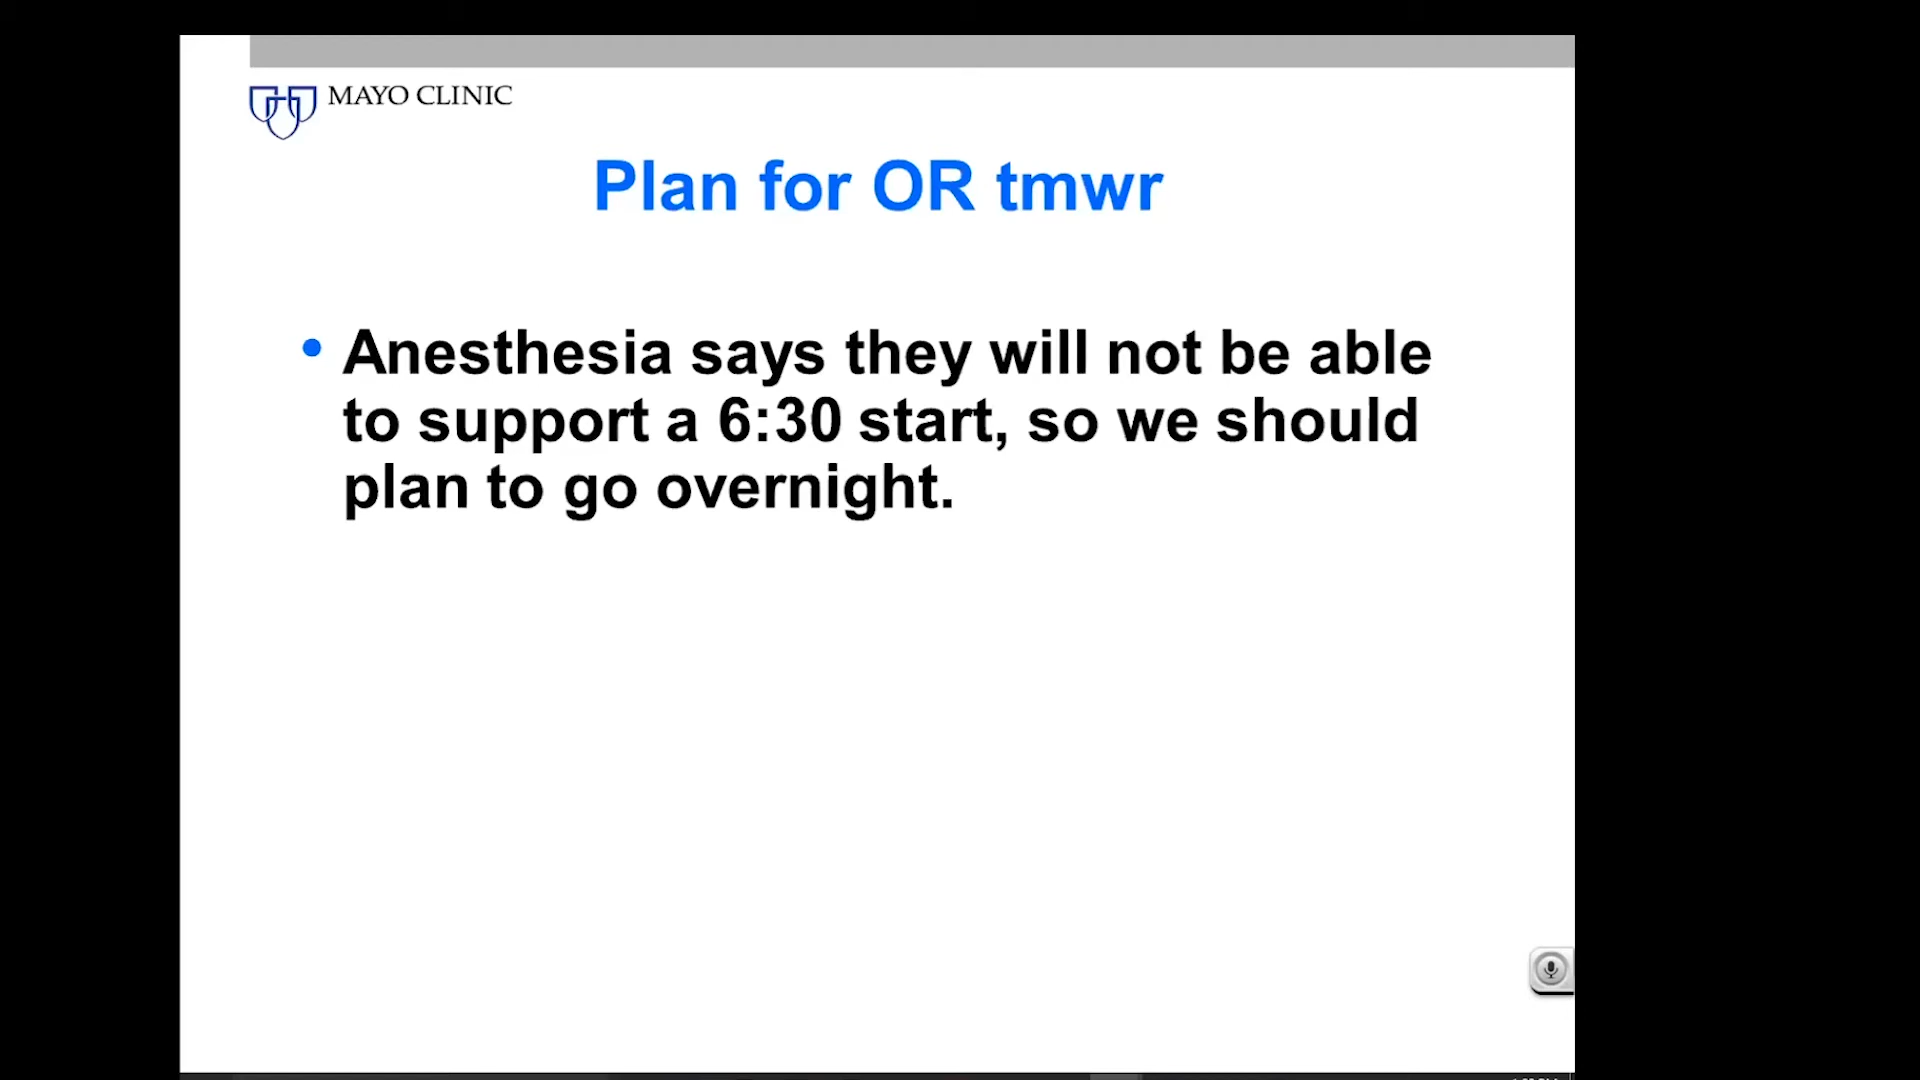 MAYO CLINIC
Plan for OR tmwr
• Anesthesia says they will not be able
to support a 6:30 start, so we should
plan to go overnight.